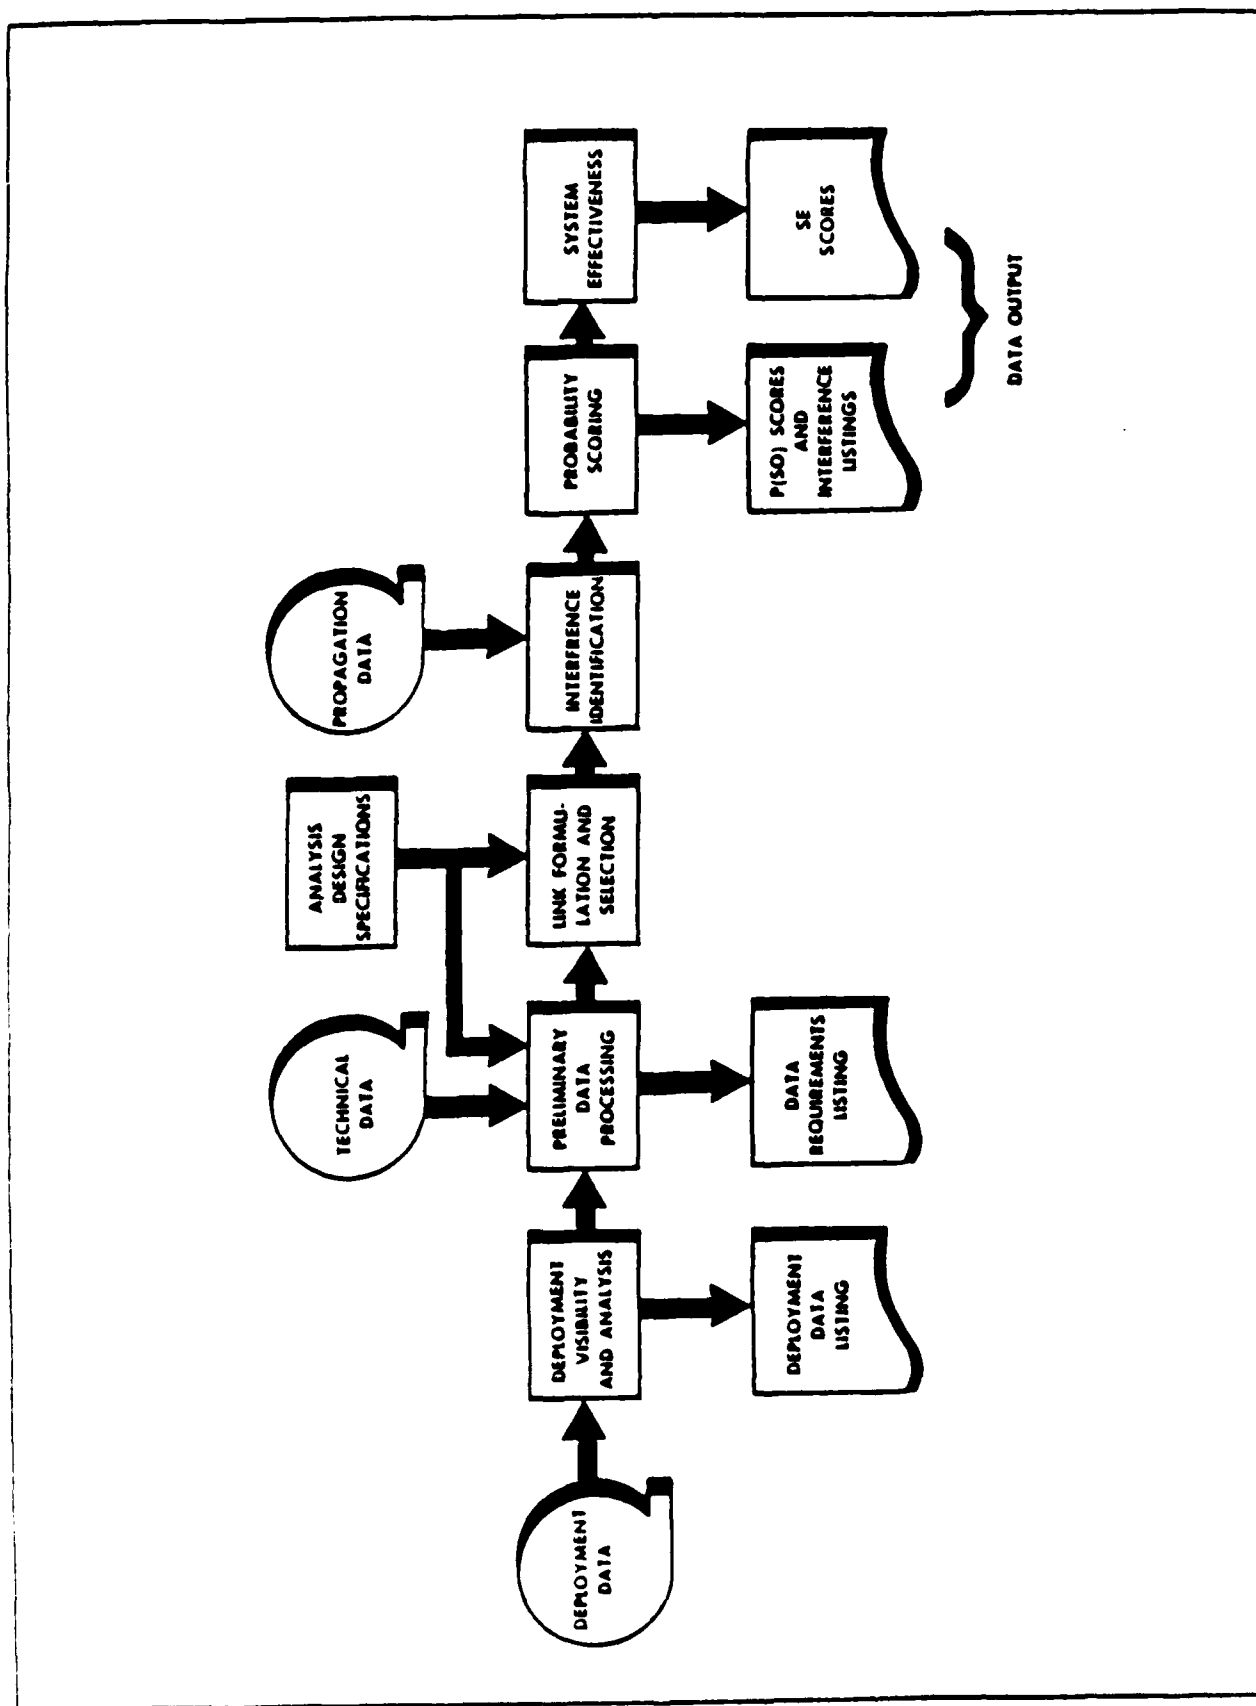 PROPAGATION
DATA
ANALYSIS
DESIGN
SPECIFICATIONS
TECHNICAL
DATA
DEPLOYMENT
DATA
DEPLOYMENT
VISIBILITY
AND ANALYSIS
PRELIMINARY
DATA
PROCESSING
LINK FORMU-
LATION AND
SELECTION
INTERFRENCE
IDENTIFICATION
PROBABILITY
SCORING
SYSTEM
EFFECTIVENESS
DEPLOYMENT
DATA
LISTING
DATA
REQUIREMENTS
LISTING
P(SO) SCORES
AND
INTERFERENCE
LISTINGS
SE
SCORES
DATA OUTPUT